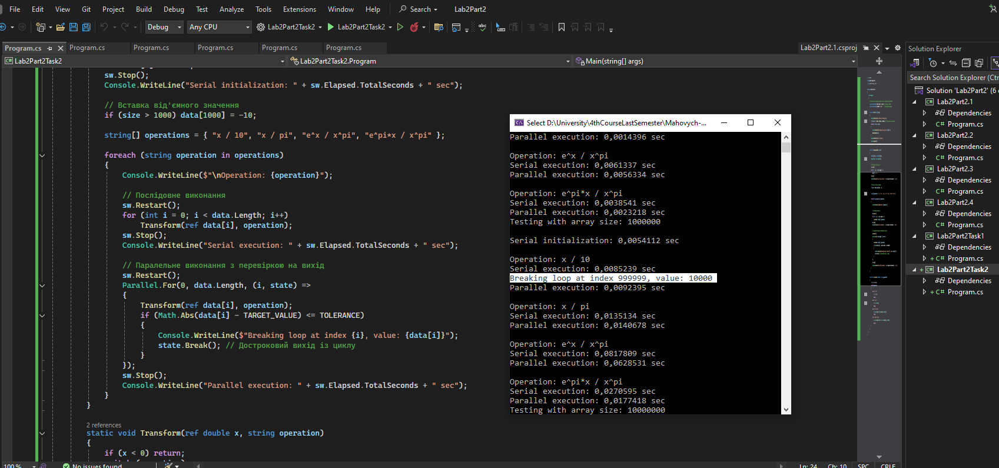 File Edit View Git Project Build Debug Test Analyze Tools Extensions Window Help Search Lab2Part2
Debug Any CPU Lab2Part2Task2 Lab2Part2Task2
Program.cs Program.cs Program.cs Program.cs Program.cs Program.cs Lab2Part2.1.csproj
Lab2Part2Task2 Lab2Part2Task2.Program Main(string[] args)
sw.Stop();
Console.WriteLine("Serial initialization: " + sw.Elapsed.TotalSeconds + " sec");
// Вставка від'ємного значення
if (size > 1000) data[1000] = -10;
string[] operations = { "x / 10", "x / pi", "e^x / x^pi", "e^pi*x / x^pi" };
foreach (string operation in operations)
{
Console.WriteLine($"\nOperation: {operation}");
// Послідовне виконання
sw.Restart();
for (int i = 0; i < data.Length; i++)
Transform(ref data[i], operation);
sw.Stop();
Console.WriteLine("Serial execution: " + sw.Elapsed.TotalSeconds + " sec");
// Паралельне виконання з перевіркою на вихід
sw.Restart();
Parallel.For(0, data.Length, (i, state) =>
{
Transform(ref data[i], operation);
if (Math.Abs(data[i] - TARGET_VALUE) <= TOLERANCE)
{
Console.WriteLine($"Breaking loop at index {i}, value: {data[i]}");
state.Break(); // Достроковий вихід із циклу
}
});
sw.Stop();
Console.WriteLine("Parallel execution: " + sw.Elapsed.TotalSeconds + " sec");
}
}
2 references
static void Transform(ref double x, string operation)
{
if (x < 0) return;
100 % No issues found Ln: 24 Ch: 10 SPC CRLF
Select D:\University\4thCourseLastSemester\Mahovych-...
Parallel execution: 0,0014396 sec
Operation: e^x / x^pi
Serial execution: 0,0061337 sec
Parallel execution: 0,0056334 sec
Operation: e^pi*x / x^pi
Serial execution: 0,0038541 sec
Parallel execution: 0,0023218 sec
Testing with array size: 1000000
Serial initialization: 0,0054112 sec
Operation: x / 10
Serial execution: 0,0085239 sec
Breaking loop at index 999999, value: 10000
Parallel execution: 0,0092395 sec
Operation: x / pi
Serial execution: 0,0135134 sec
Parallel execution: 0,0140678 sec
Operation: e^x / x^pi
Serial execution: 0,0817809 sec
Parallel execution: 0,0628531 sec
Operation: e^pi*x / x^pi
Serial execution: 0,0270595 sec
Parallel execution: 0,0177418 sec
Testing with array size: 10000000
Solution Explorer
Search Solution Explorer (Ctr
Solution 'Lab2Part2' (6
Lab2Part2.1
Dependencies
C# Program.cs
Lab2Part2.2
Dependencies
C# Program.cs
Lab2Part2.3
Dependencies
C# Program.cs
Lab2Part2.4
Dependencies
C# Program.cs
Lab2Part2Task1
Dependencies
C# Program.cs
Lab2Part2Task2
Dependencies
C# Program.cs